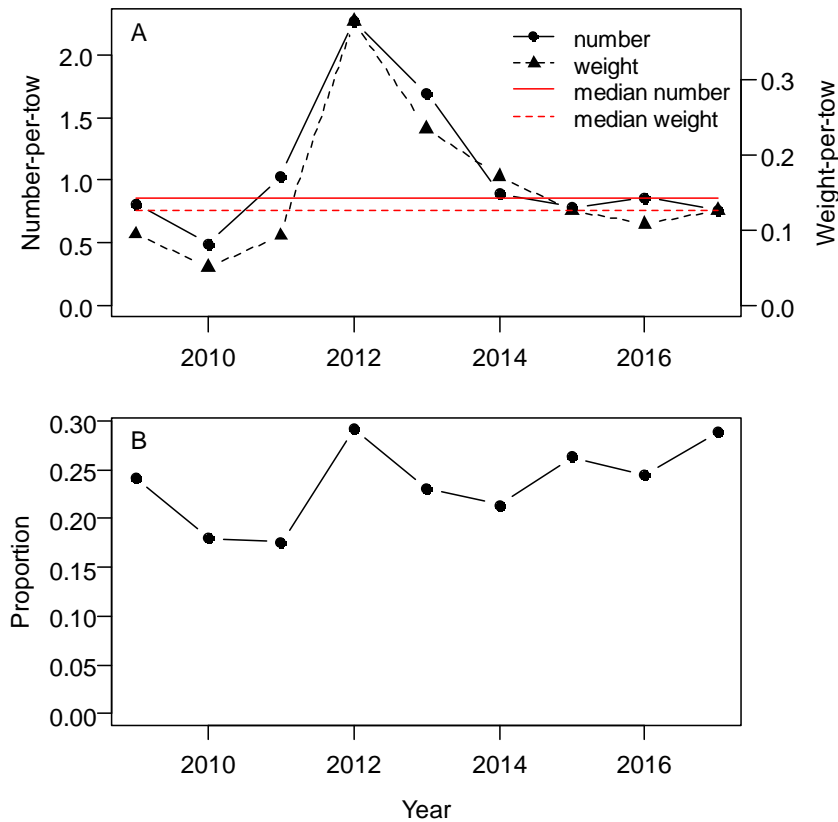 A
number
weight
median number
median weight
Number-per-tow
2.0
1.5
1.0
0.5
0.0
0.3
0.2
0.1
0.0
Weight-per-tow
2010 2012 2014 2016
B
Proportion
0.30
0.25
0.20
0.15
0.10
0.05
0.00
2010 2012 2014 2016
Year